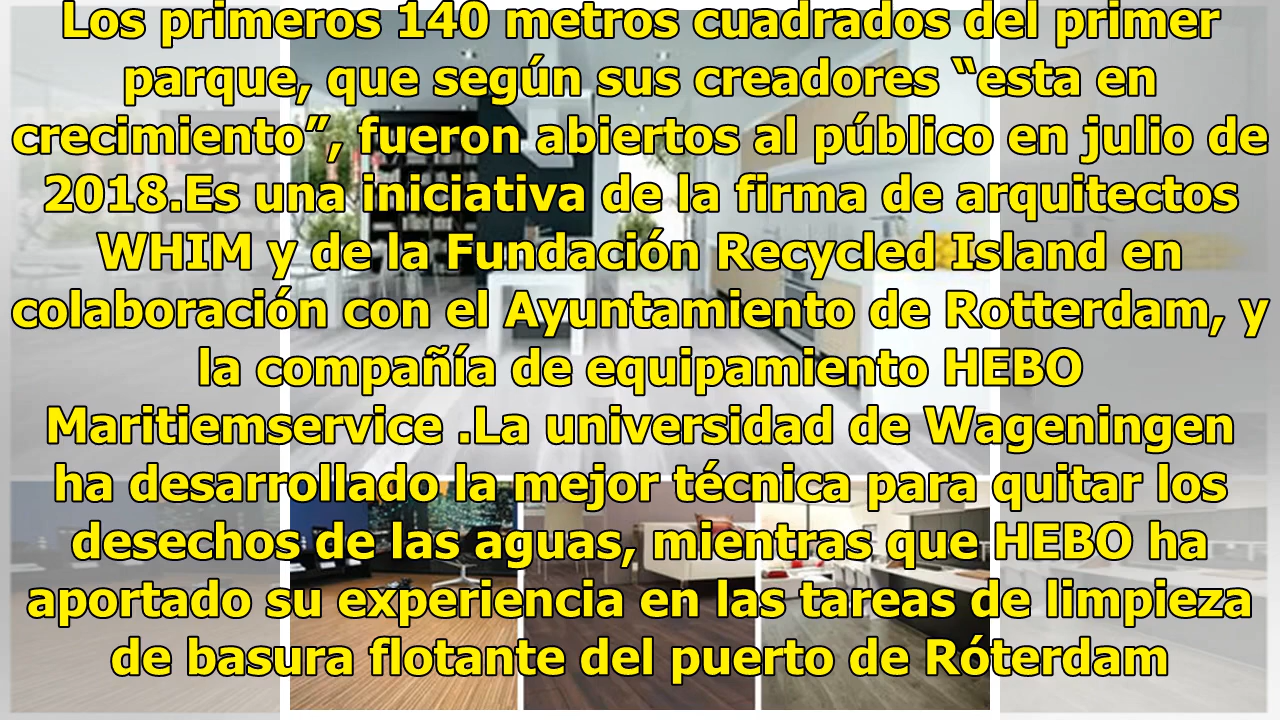 Los primeros 140 metros cuadrados del primer
parque, que según sus creadores “esta en
crecimiento”, fueron abiertos al público en julio de
2018.Es una iniciativa de la firma de arquitectos
WHIM y de la Fundación Recycled Island en
colaboración con el Ayuntamiento de Rotterdam, y
la compañía de equipamiento HEBO
Maritiemservice .La universidad de Wageningen
ha desarrollado la mejor técnica para quitar los
desechos de las aguas, mientras que HEBO ha
aportado su experiencia en las tareas de limpieza
de basura flotante del puerto de Róterdam